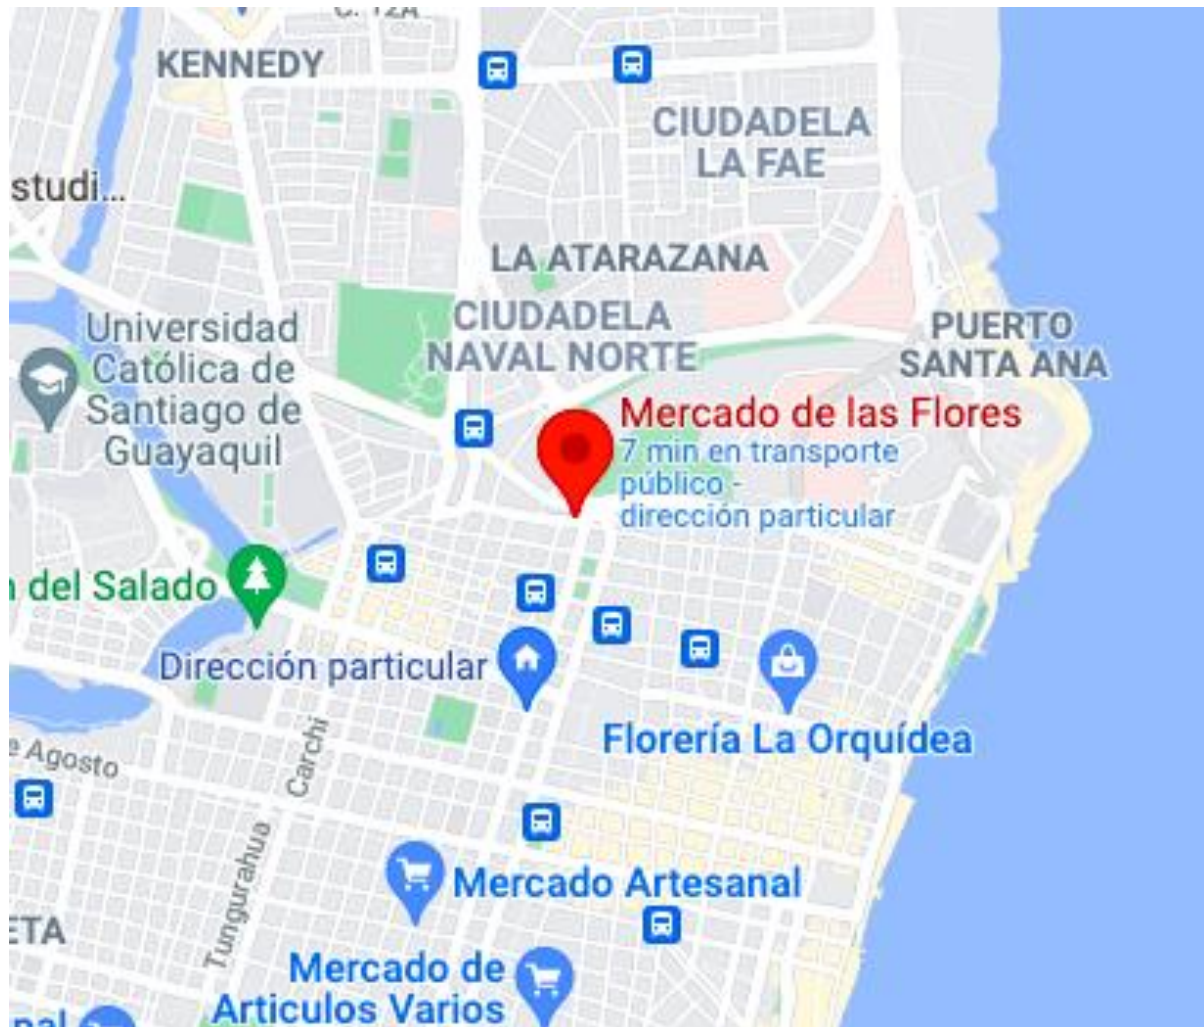 C. 12A
KENNEDY
CIUDADELA
LA FAE
studi...
LA ATARAZANA
CIUDADELA
NAVAL NORTE
PUERTO
SANTA ANA
Universidad
Católica de
Santiago de
Guayaquil
Mercado de las Flores
7 min en transporte
público -
dirección particular
del Salado
Dirección particular
Florería La Orquídea
e Agosto
Carchi
Tungurahua
Mercado Artesanal
ETA
Mercado de
Articulos Varios
nal